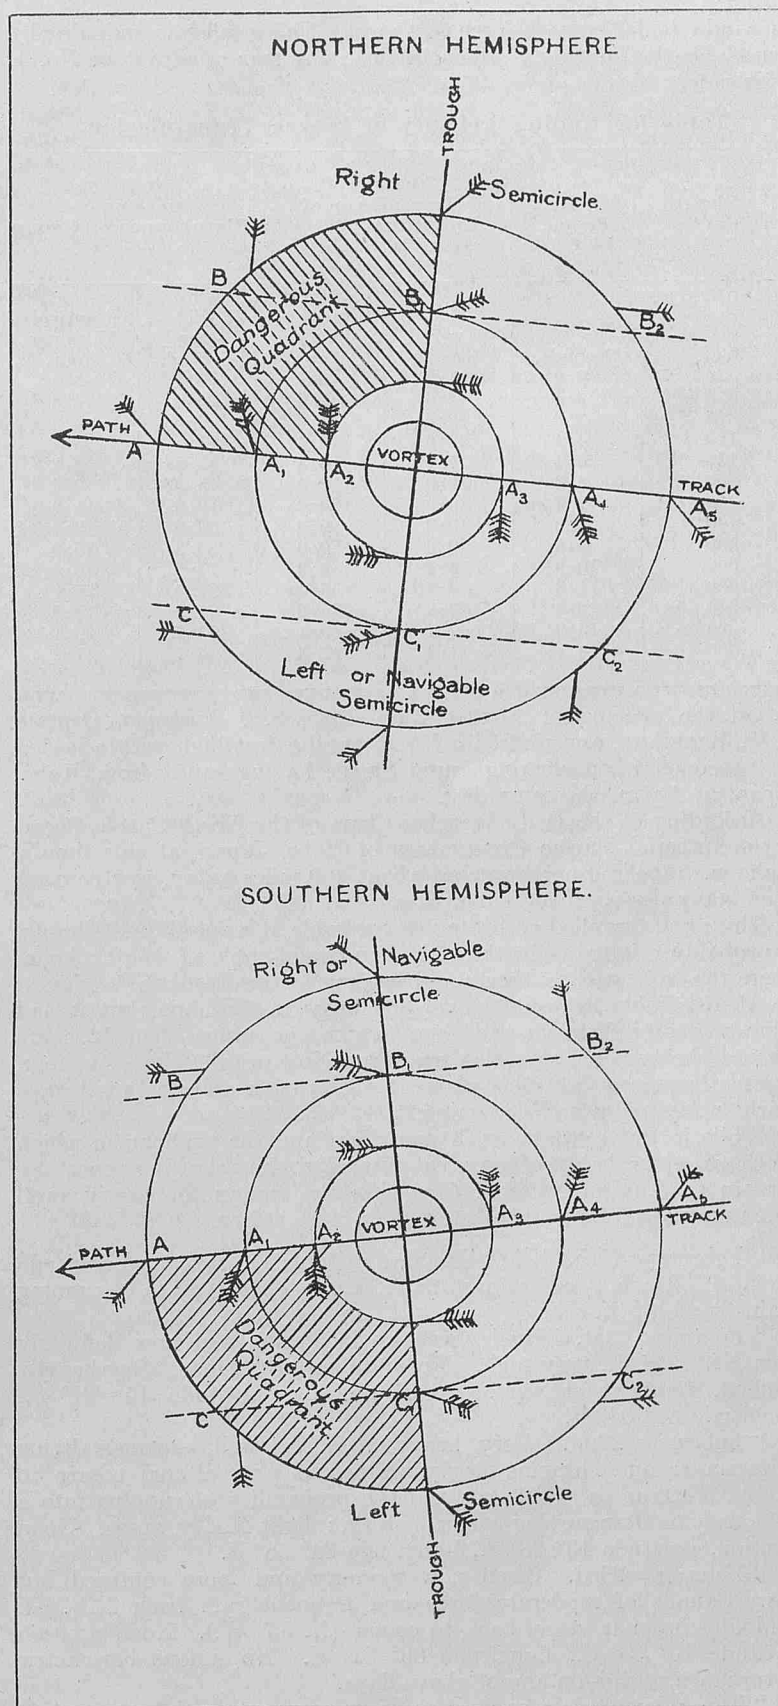 NORTHERN HEMISPHERE
TROUGH
Right Semicircle.
B
Dangerous
Quadrant
B₁
B₂
PATH
A
A₁
A₂
VORTEX
A₃
A₄
TRACK
A₅
C
C₁
C₂
Left or Navigable
Semicircle
SOUTHERN HEMISPHERE.
Right or Navigable
Semicircle
B
B₁
B₂
PATH
A
A₁
A₂
VORTEX
A₃
A₄
A₅
TRACK
Dangerous
Quadrant
C
C₁
C₂
Left Semicircle
TROUGH